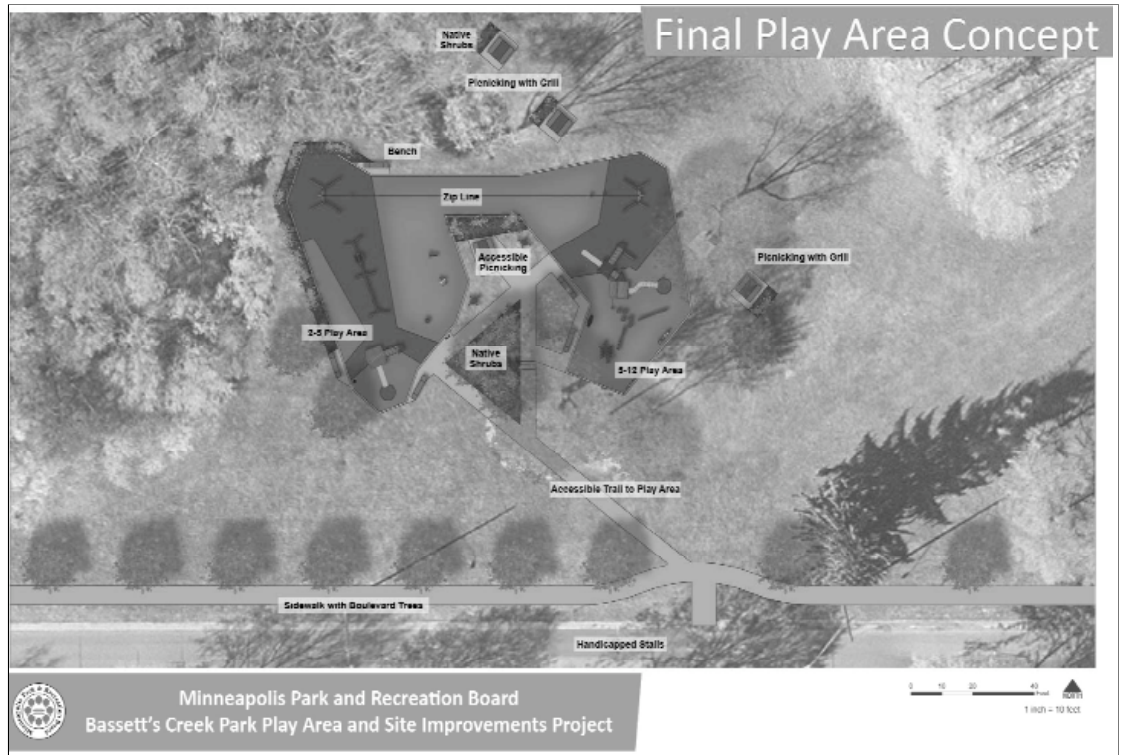 Final Play Area Concept
Native
Shrubs
Picnicking with Grill
Bench
Zip Line
Accessible
Picnicking
Picnicking with Grill
2-5 Play Area
Native
Shrubs
5-12 Play Area
Accessible Trail to Play Area
Sidewalk with Boulevard Trees
Handicapped Stalls
Minneapolis Park and Recreation Board
Bassett's Creek Park Play Area and Site Improvements Project
0 10 20 40
Feet
NORTH
1 inch = 10 feet